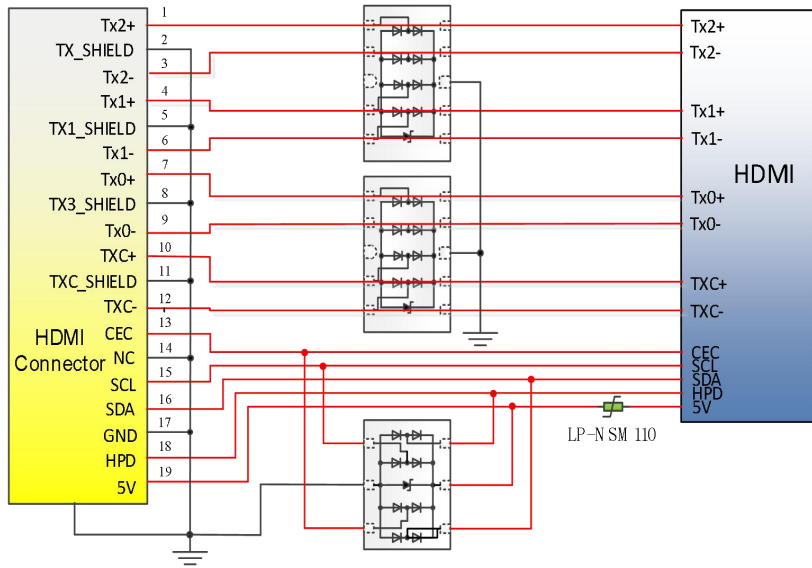 1
Tx2+
2
TX_SHIELD
3
Tx2-
4
Tx1+
5
TX1_SHIELD
6
Tx1-
7
Tx0+
8
TX3_SHIELD
9
Tx0-
10
TXC+
11
TXC_SHIELD
12
TXC-
13
CEC
14
NC
15
SCL
16
SDA
17
GND
18
HPD
19
5V
HDMI
Connector
Tx2+
Tx2-
Tx1+
Tx1-
HDMI
Tx0+
Tx0-
TXC+
TXC-
CEC
SCL
SDA
HPD
5V
LP-NSM110